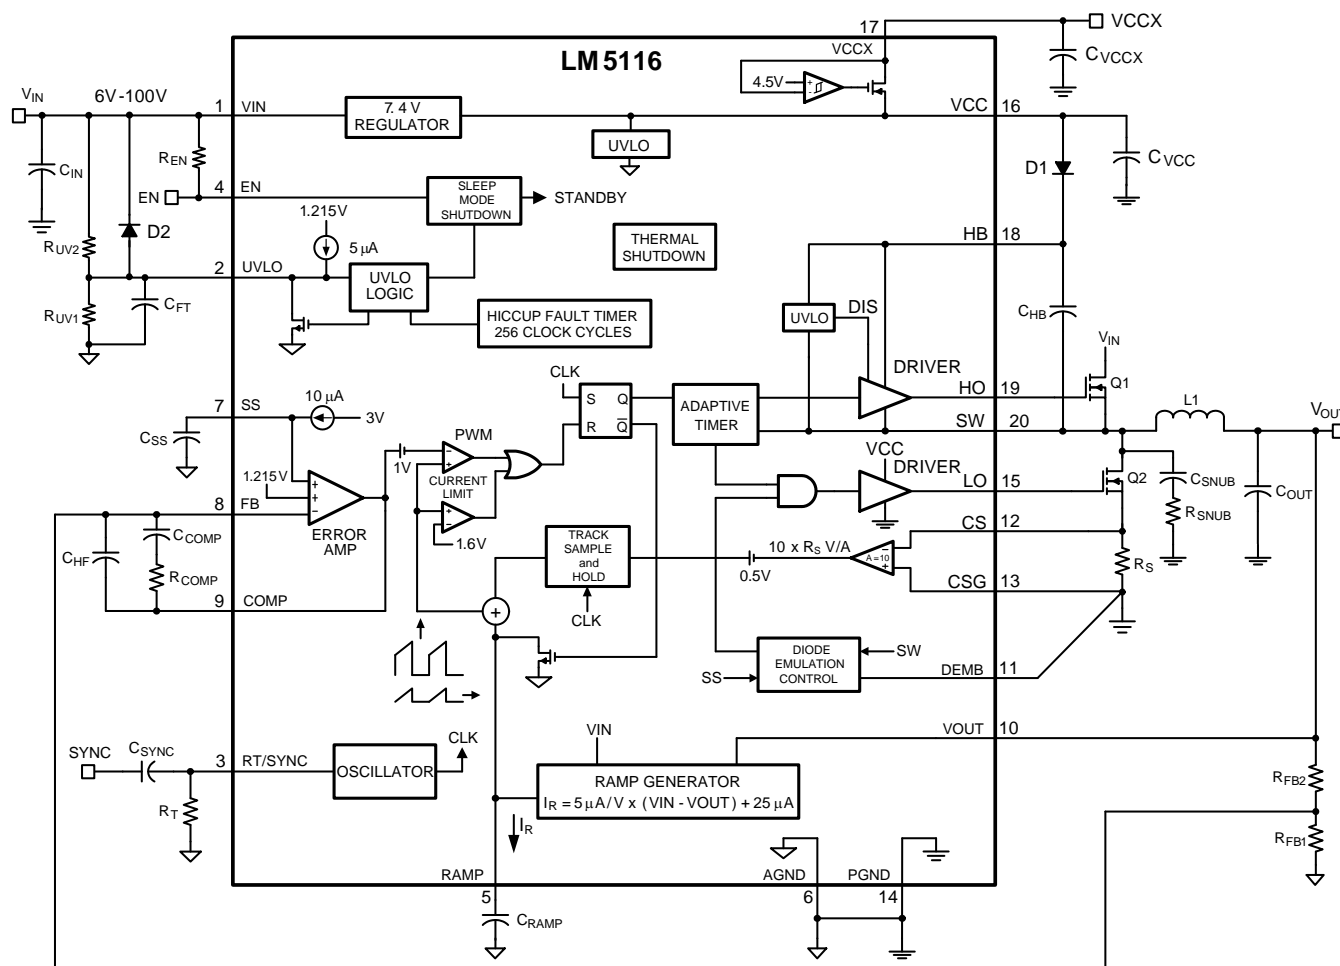 17
VCCX
VCCX
LM5116
CVCCX
4.5V
VIN
6V-100V
1
VIN
7.4 V
REGULATOR
VCC
16
UVLO
CIN
REN
D1
CVCC
EN
4
EN
SLEEP
MODE
SHUTDOWN
STANDBY
1.215V
D2
5 µA
THERMAL
SHUTDOWN
HB
18
RUV2
2
UVLO
UVLO
LOGIC
CFT
RUV1
HICCUP FAULT TIMER
256 CLOCK CYCLES
UVLO
DIS
CHB
VIN
CLK
DRIVER
Q1
10 µA
S
Q
ADAPTIVE
TIMER
HO
19
L1
7
SS
3V
R
Q
SW
20
VOUT
CSS
PWM
1V
VCC
DRIVER
Q2
CSNUB
CURRENT
LIMIT
1.215V
LO
15
COUT
RSNUB
8
FB
ERROR
AMP
1.6V
CS
12
CCOMP
CHF
TRACK
SAMPLE
and
HOLD
10 x RS V/A
A=10
RS
RCOMP
0.5V
CSG
13
9
COMP
CLK
DIODE
EMULATION
CONTROL
SW
SS
DEMB
11
VIN
VOUT
10
SYNC
CSYNC
3
RT/SYNC
OSCILLATOR
CLK
RAMP GENERATOR
IR = 5 µA/V x (VIN - VOUT) + 25 µA
RFB2
RT
IR
RFB1
RAMP
AGND
PGND
5
6
14
CRAMP